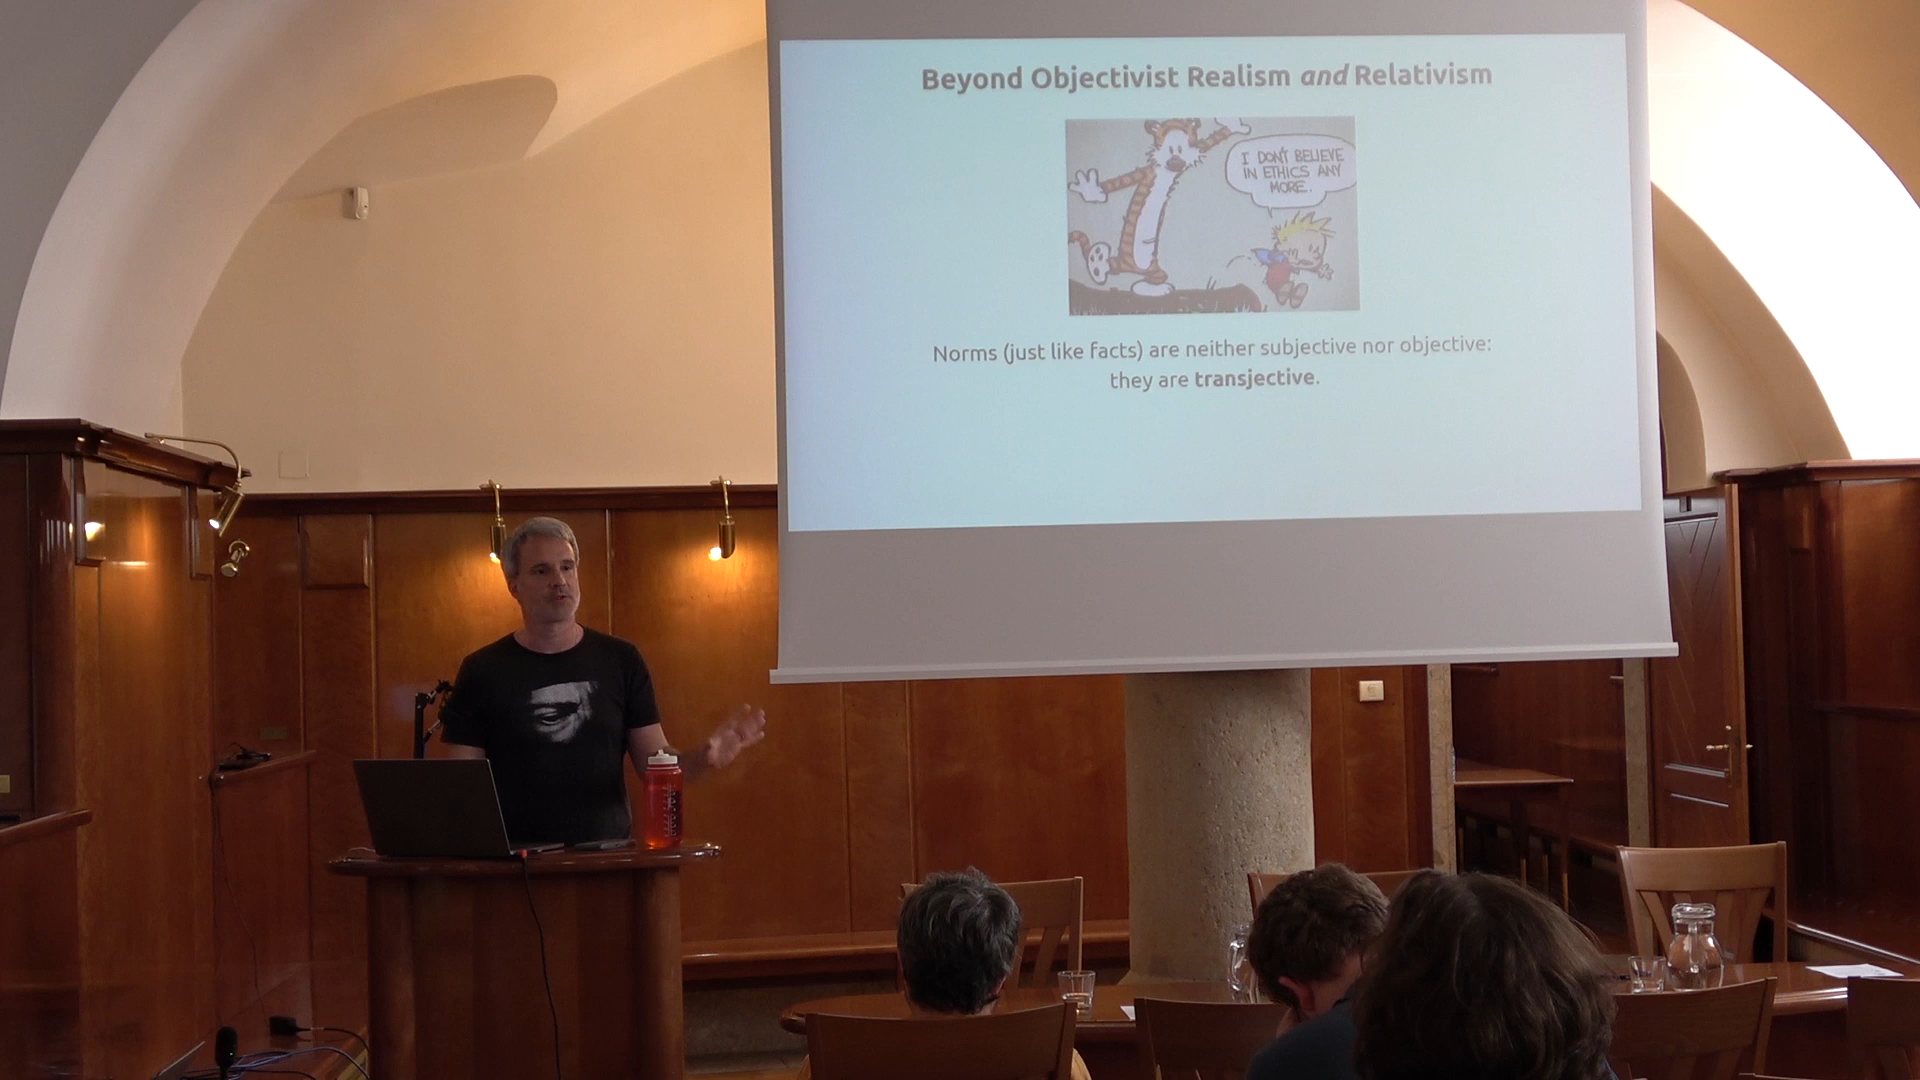 Beyond Objectivist Realism and Relativism
I DON'T BELIEVE
IN ETHICS ANY
MORE.
Norms (just like facts) are neither subjective nor objective:
they are transjective.